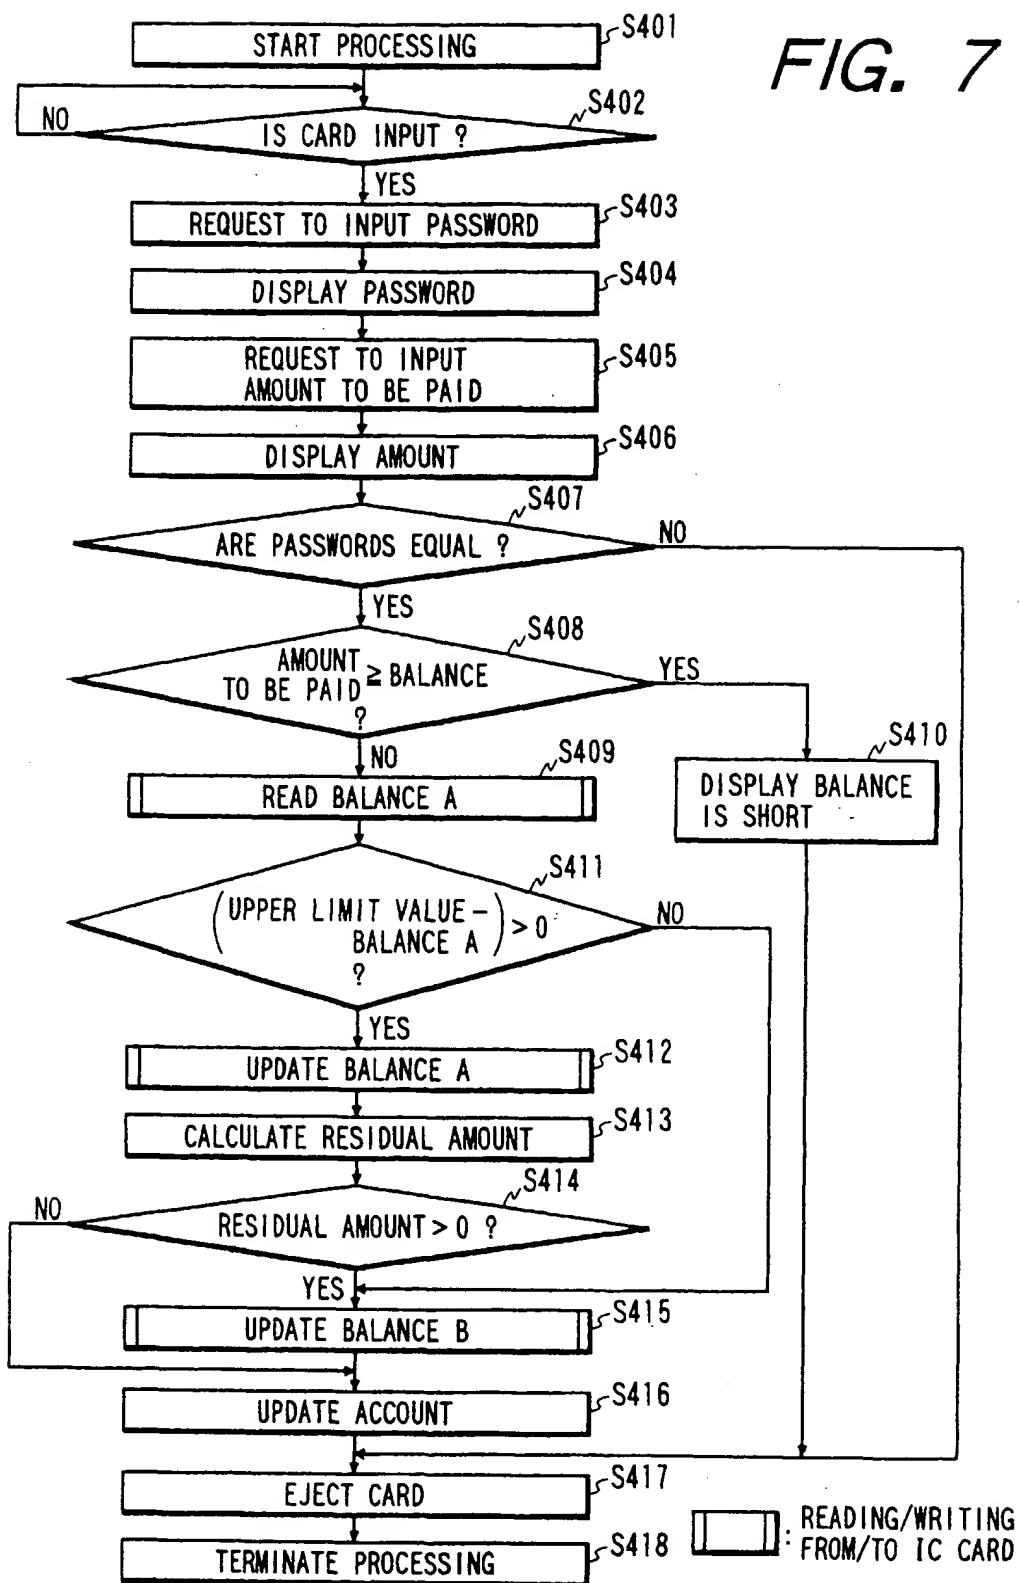 FIG. 7
START PROCESSING
S401
S402
NO
IS CARD INPUT ?
YES
REQUEST TO INPUT PASSWORD
S403
DISPLAY PASSWORD
S404
REQUEST TO INPUT
AMOUNT TO BE PAID
S405
DISPLAY AMOUNT
S406
S407
ARE PASSWORDS EQUAL ?
NO
YES
S408
AMOUNT
TO BE PAID ≧ BALANCE
?
YES
NO
S409
READ BALANCE A
S410
DISPLAY BALANCE
IS SHORT
S411
(UPPER LIMIT VALUE-
BALANCE A) > 0
?
NO
YES
UPDATE BALANCE A
S412
CALCULATE RESIDUAL AMOUNT
S413
S414
NO
RESIDUAL AMOUNT > 0 ?
YES
UPDATE BALANCE B
S415
UPDATE ACCOUNT
S416
EJECT CARD
S417
TERMINATE PROCESSING
S418
: READING/WRITING
FROM/TO IC CARD